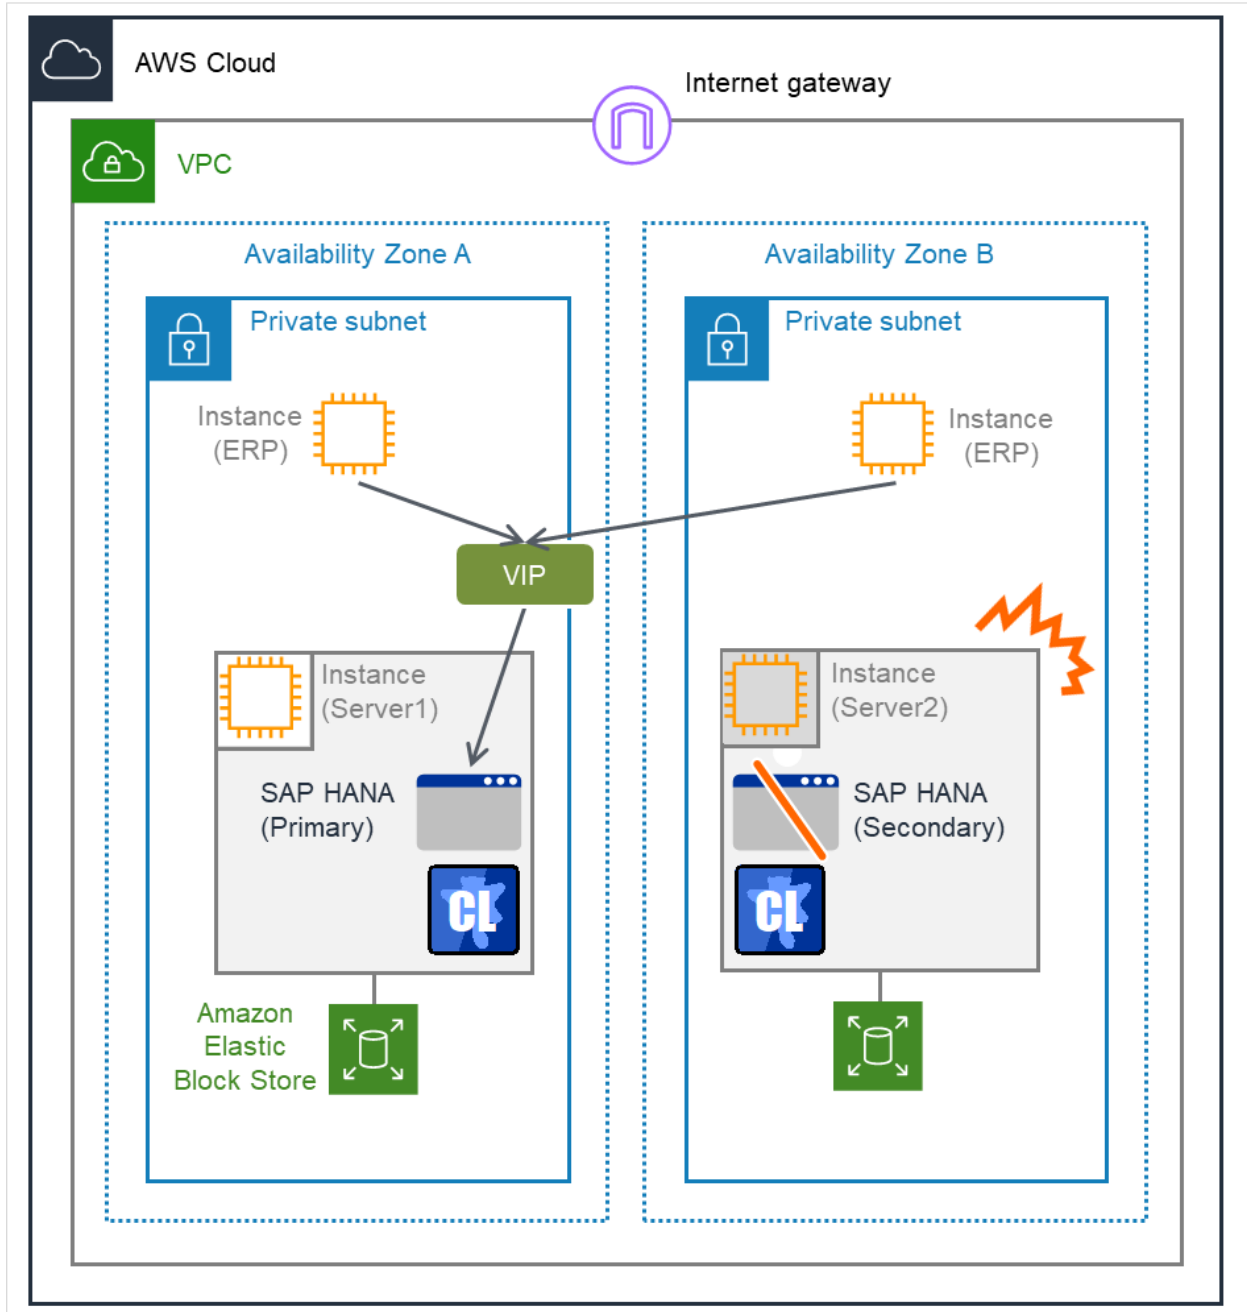 AWS Cloud
Internet gateway
VPC
Availability Zone A
Availability Zone B
Private subnet
Private subnet
Instance
(ERP)
Instance
(ERP)
VIP
Instance
(Server1)
Instance
(Server2)
SAP HANA
(Primary)
SAP HANA
(Secondary)
CL
CL
Amazon
Elastic
Block Store